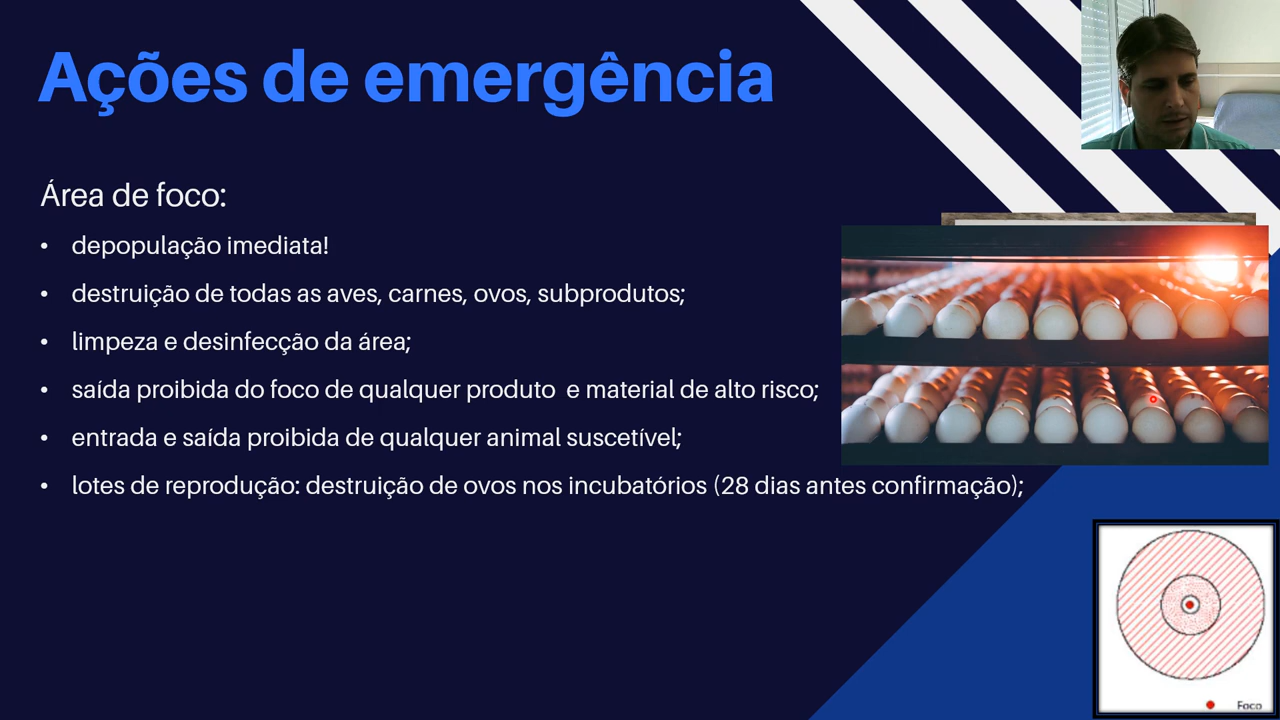 Ações de emergência
Área de foco:
• depopulação imediata!
• destruição de todas as aves, carnes, ovos, subprodutos;
• limpeza e desinfecção da área;
• saída proibida do foco de qualquer produto  e material de alto risco;
• entrada e saída proibida de qualquer animal suscetível;
• lotes de reprodução: destruição de ovos nos incubatórios (28 dias antes confirmação);
Foco